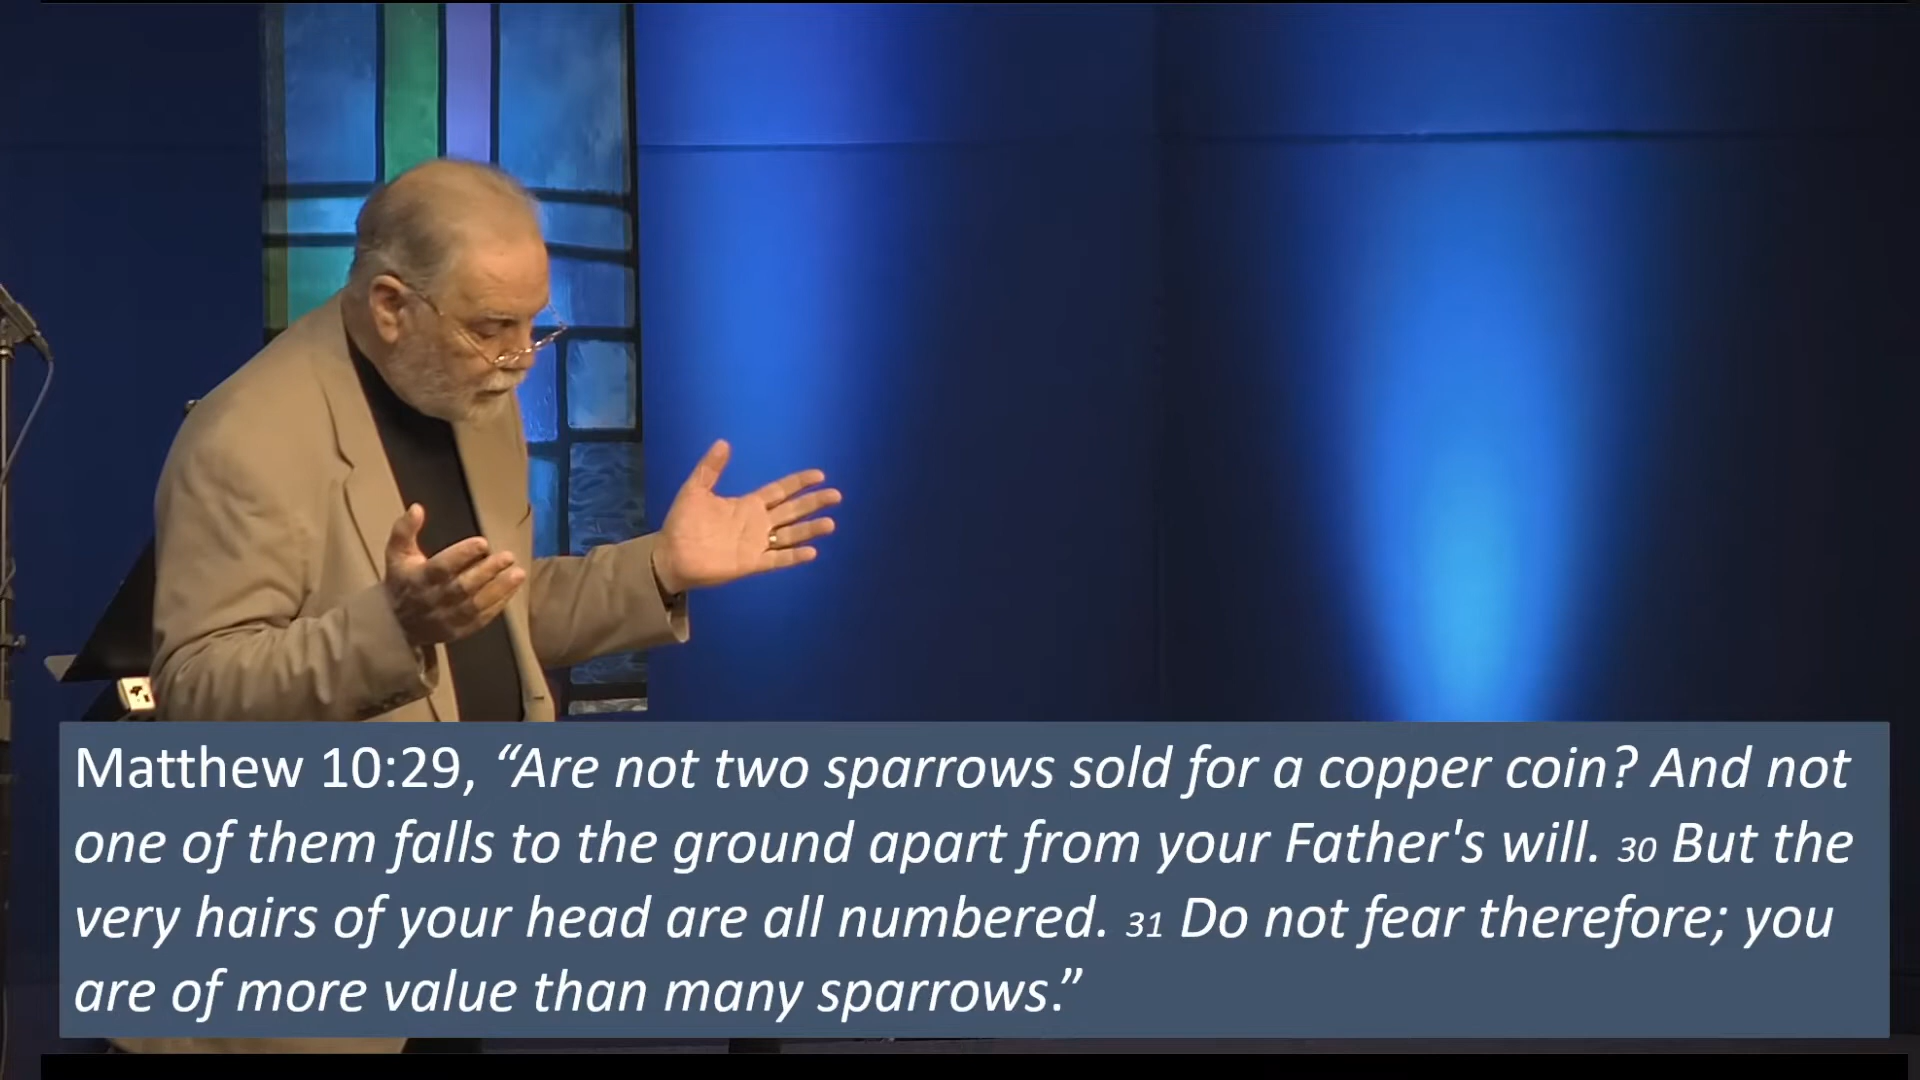 Matthew 10:29, “Are not two sparrows sold for a copper coin? And not
one of them falls to the ground apart from your Father's will. 30 But the
very hairs of your head are all numbered. 31 Do not fear therefore; you
are of more value than many sparrows.”